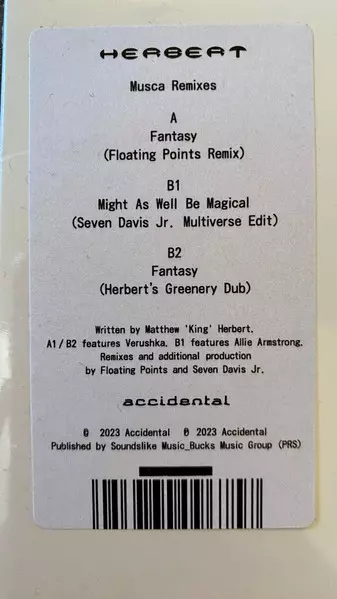 HERBERT
Musca Remixes
A
Fantasy
(Floating Points Remix)
B1
Might As Well Be Magical
(Seven Davis Jr. Multiverse Edit)
B2
Fantasy
(Herbert's Greenery Dub)
Written by Matthew 'King' Herbert.
A1/B2 features Verushka. B1 features Allie Armstrong.
Remixes and additional production
by Floating Points and Seven Davis Jr.
accidental
℗ 2023 Accidental © 2023 Accidental
Published by Soundslike Music_Bucks Music Group (PRS)